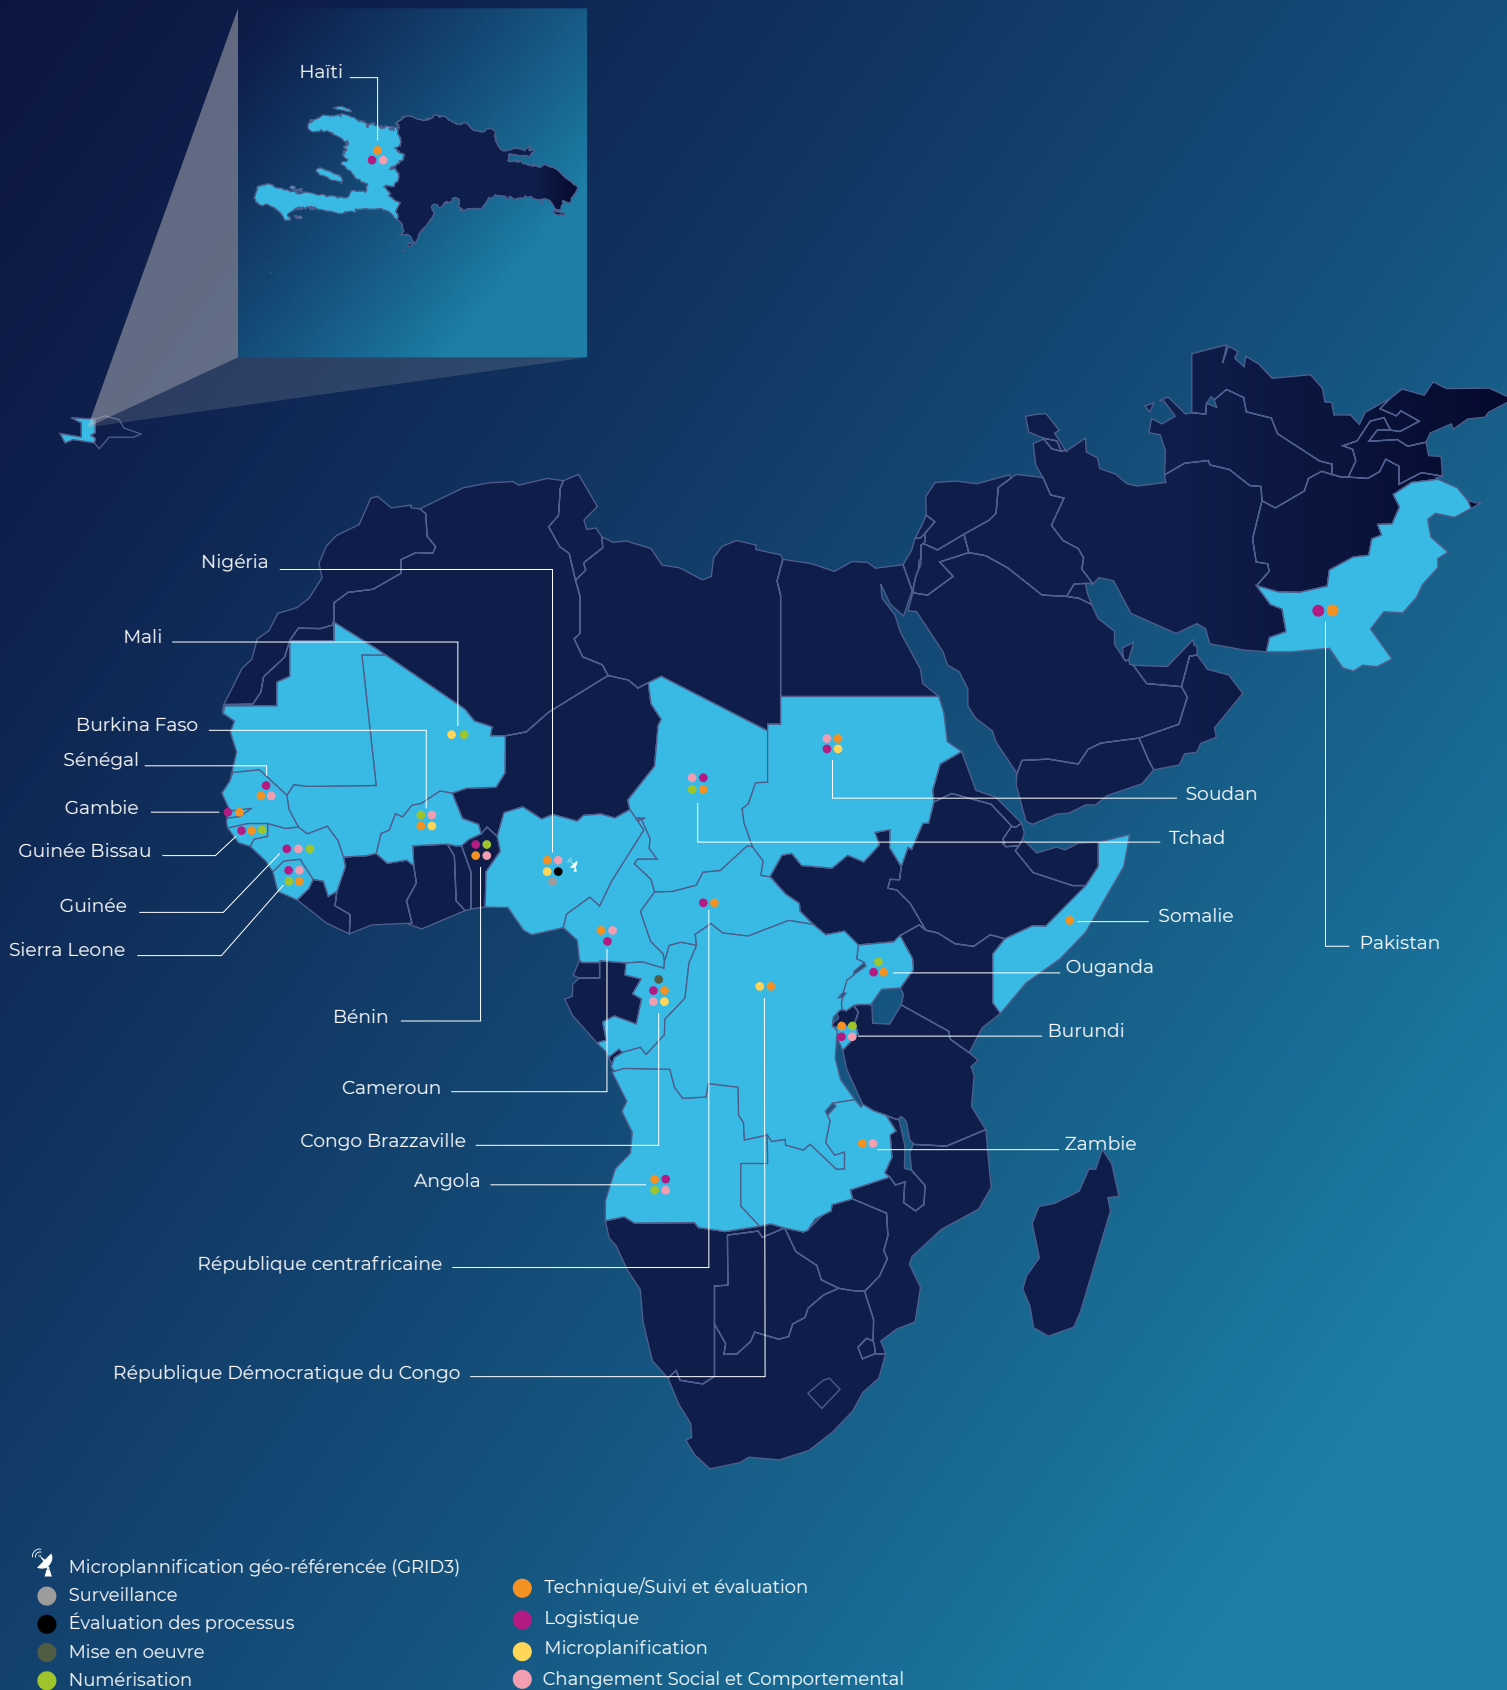 Haïti
Nigéria
Mali
Burkina Faso
Sénégal
Gambie
Guinée Bissau
Guinée
Sierra Leone
Bénin
Cameroun
Congo Brazzaville
Angola
République centrafricaine
République Démocratique du Congo
Soudan
Tchad
Somalie
Pakistan
Ouganda
Burundi
Zambie
Microplannification géo-référencée (GRID3)
Surveillance
Évaluation des processus
Mise en oeuvre
Numérisation
Technique/Suivi et évaluation
Logistique
Microplanification
Changement Social et Comportemental